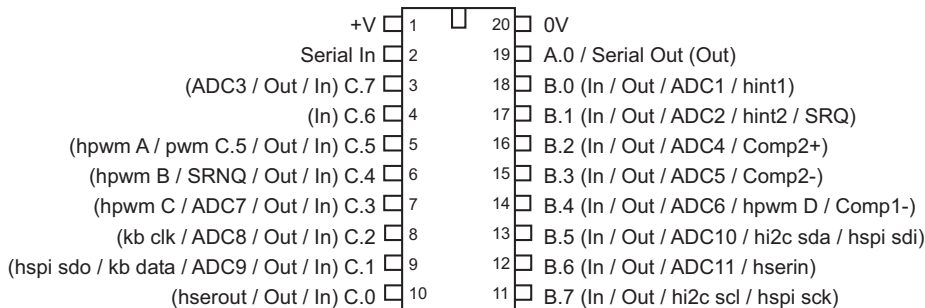 +V 1 20 0V
Serial In 2 19 A.0 / Serial Out (Out)
(ADC3 / Out / In) C.7 3 18 B.0 (In / Out / ADC1 / hint1)
(In) C.6 4 17 B.1 (In / Out / ADC2 / hint2 / SRQ)
(hpwm A / pwm C.5 / Out / In) C.5 5 16 B.2 (In / Out / ADC4 / Comp2+)
(hpwm B / SRNQ / Out / In) C.4 6 15 B.3 (In / Out / ADC5 / Comp2-)
(hpwm C / ADC7 / Out / In) C.3 7 14 B.4 (In / Out / ADC6 / hpwm D / Comp1-)
(kb clk / ADC8 / Out / In) C.2 8 13 B.5 (In / Out / ADC10 / hi2c sda / hspi sdi)
(hspi sdo / kb data / ADC9 / Out / In) C.1 9 12 B.6 (In / Out / ADC11 / hserin)
(hserout / Out / In) C.0 10 11 B.7 (In / Out / hi2c scl / hspi sck)